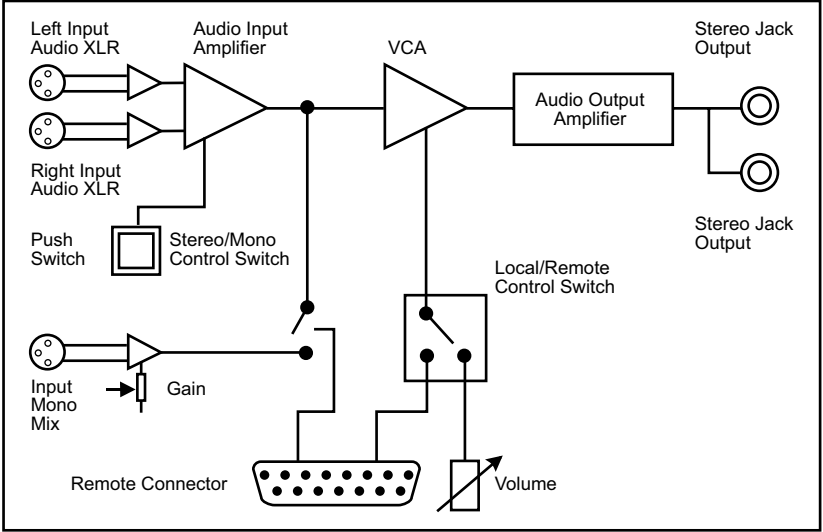 Left Input
Audio XLR
Audio Input
Amplifier
VCA
Stereo Jack
Output
Audio Output
Amplifier
Right Input
Audio XLR
Stereo Jack
Output
Push
Switch
Stereo/Mono
Control Switch
Local/Remote
Control Switch
Input
Mono
Mix
Gain
Remote Connector
Volume